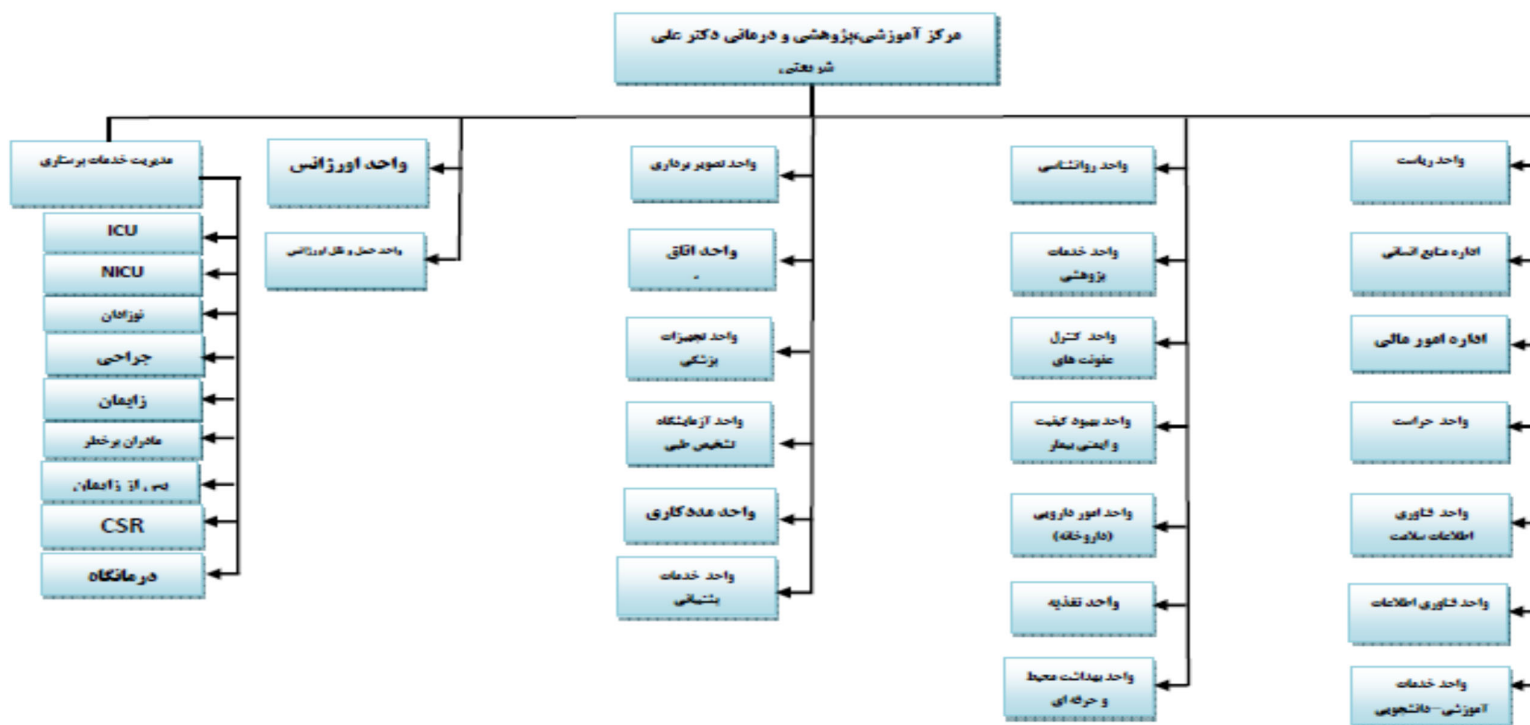 مرکز آموزشی،پژوهشی و درمانی دکتر علی
شریعتی
واحد ریاست
اداره منابع انسانی
اداره امور مالی
واحد حراست
واحد فناوری
اطلاعات سلامت
واحد فناوری اطلاعات
واحد خدمات
آموزشی-دانشجویی
واحد روانشناسی
واحد خدمات
پژوهشی
واحد کنترل
عفونت های
واحد بهبود کیفیت
و ایمنی بیمار
واحد امور دارویی
(داروخانه)
واحد تغذیه
واحد بهداشت محیط
و حرفه ای
واحد تصویر برداری
واحد اتاق
واحد تجهیزات
پزشکی
واحد آزمایشگاه
تشخیص طبی
واحد مددکاری
واحد خدمات
پشتیبانی
واحد اورژانس
واحد حمل و نقل اورژانس
مدیریت خدمات پرستاری
ICU
NICU
نوزادان
جراحی
زایمان
مادران پرخطر
پس از زایمان
CSR
درمانگاه